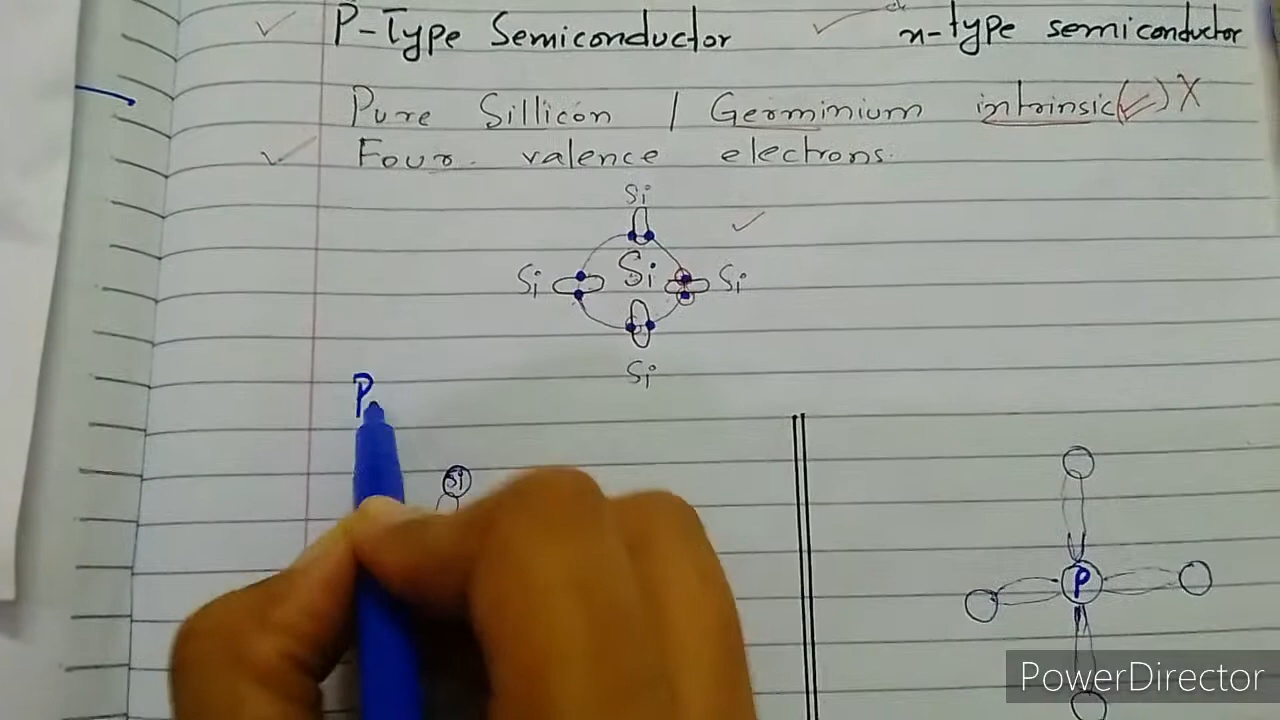 P-Type Semiconductor n-type semiconductor
Pure Sillicon / Germinium intrinsic(✓) X
Four valence electrons.
Si
Si Si Si
Si
P
Si
P
PowerDirector